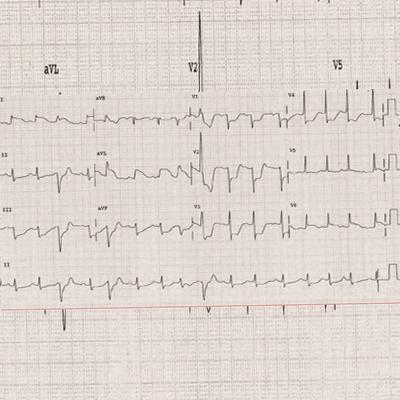 aVL V2 V5
I aVR V1 V4
II aVL V2 V5
III aVF V3 V6
II